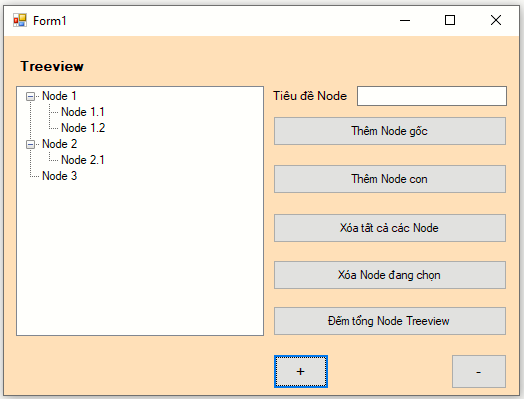 Form1
Treeview
Node 1
Node 1.1
Node 1.2
Node 2
Node 2.1
Node 3
Tiêu đề Node
Thêm Node gốc
Thêm Node con
Xóa tất cả các Node
Xóa Node đang chọn
Đếm tổng Node Treeview
+
-